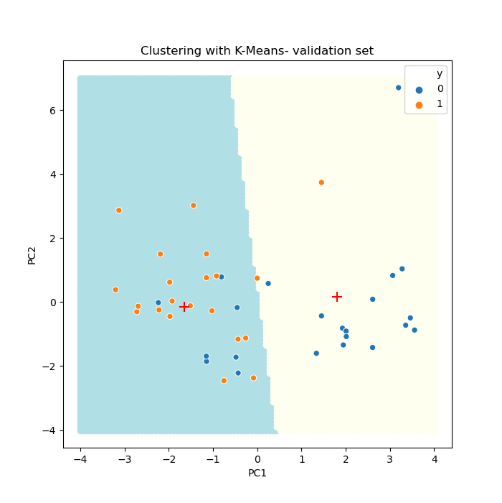 Clustering with K-Means- validation set
y
0
1
6
4
2
0
−2
−4
PC2
−4 −3 −2 −1 0 1 2 3 4
PC1